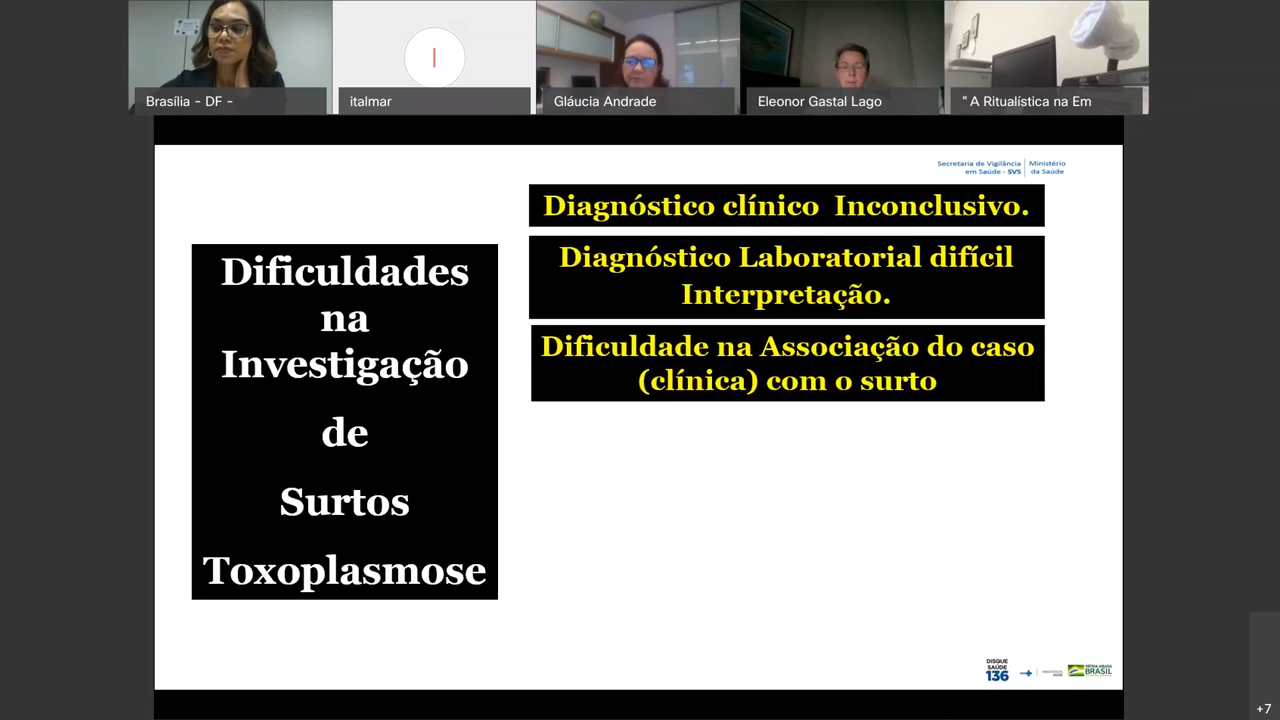 Brasília - DF -
I
italmar
Gláucia Andrade
Eleonor Gastal Lago
" A Ritualística na Em
Secretaria de Vigilância
em Saúde - SVS
Ministério
da Saúde
Dificuldades
na
Investigação
de
Surtos
Toxoplasmose
Diagnóstico clínico Inconclusivo.
Diagnóstico Laboratorial difícil
Interpretação.
Dificuldade na Associação do caso
(clínica) com o surto
DISQUE
SAÚDE
136
BRASIL
+7